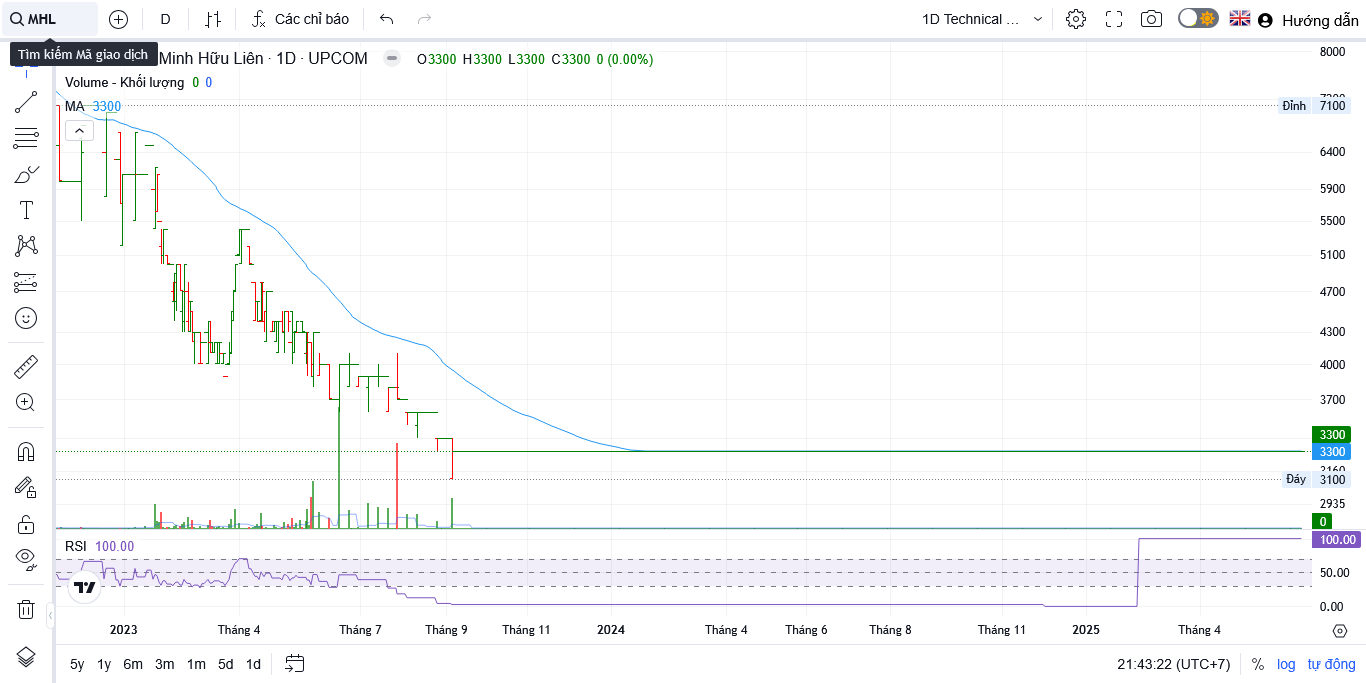 MHL
D
Các chỉ báo
1D Technical ...
Hướng dẫn
Tìm kiếm Mã giao dịch
Minh Hữu Liên · 1D · UPCOM
O3300 H3300 L3300 C3300 0 (0.00%)
Volume - Khối lượng 0 0
MA 3300
8000
Đỉnh 7100
6400
5900
5500
5100
4700
4300
4000
3700
3300
3300
3160
Đáy 3100
2935
0
RSI 100.00
100.00
50.00
0.00
2023 Tháng 4 Tháng 7 Tháng 9 Tháng 11 2024 Tháng 4 Tháng 6 Tháng 8 Tháng 11 2025 Tháng 4
5y 1y 6m 3m 1m 5d 1d
21:43:22 (UTC+7) % log tự động